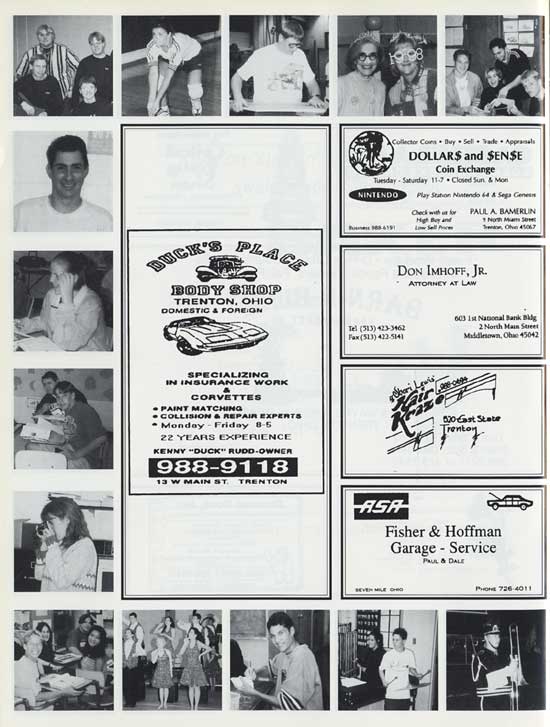 DUCK'S PLACE
BODY SHOP
TRENTON, OHIO
DOMESTIC & FOREIGN
SPECIALIZING
IN INSURANCE WORK
&
CORVETTES
• PAINT MATCHING
• COLLISION & REPAIR EXPERTS
• Monday - Friday 8-5
22 YEARS EXPERIENCE
KENNY "DUCK" RUDD-OWNER
988-9118
13 W MAIN ST. TRENTON
Collector Coins • Buy • Sell • Trade • Appraisals
DOLLAR$ and $EN$E
Coin Exchange
Tuesday - Saturday 11-7 • Closed Sun. & Mon
NINTENDO Play Station Nintendo 64 & Sega Genesis
Check with us for
High Buy and
Low Sell Prices
Business 988-6191
PAUL A. BAMERLIN
9 North Miami Street
Trenton, Ohio 45067
DON IMHOFF, JR.
ATTORNEY AT LAW
Tel (513) 423-3462
Fax (513) 422-5141
603 1st National Bank Bldg
2 North Main Street
Middletown, Ohio 45042
Lewis'
Hair
Kraze
988-0494
520 East State
Trenton
ASA
Fisher & Hoffman
Garage - Service
PAUL & DALE
SEVEN MILE OHIO
PHONE 726-4011